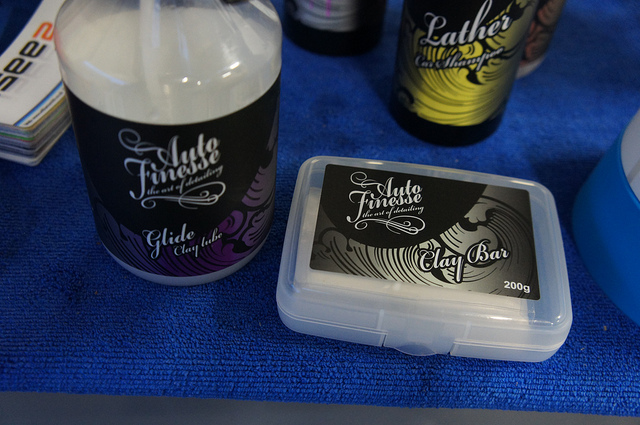 Lather
Car Shampoo
Auto
Finesse
the art of detailing
Glide
Clay lube
Auto
Finesse
the art of detailing
Clay Bar
200g